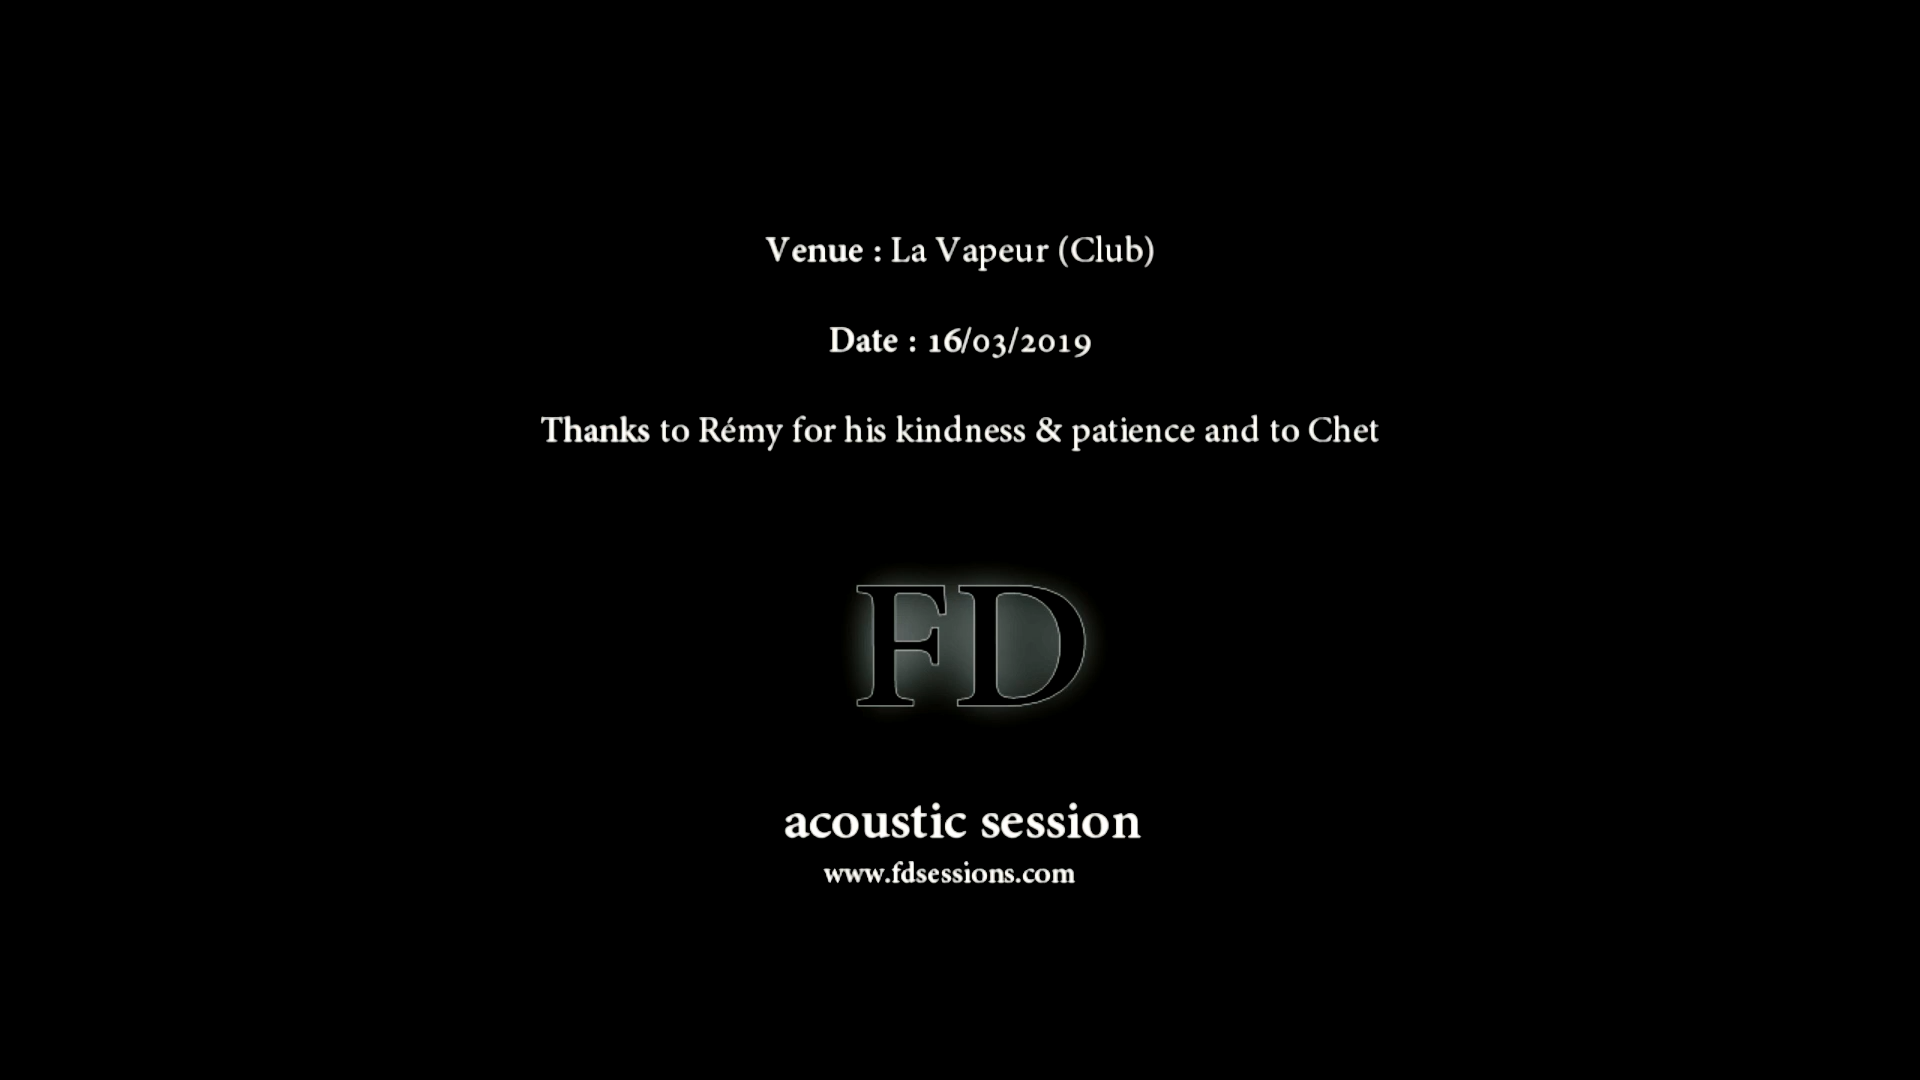 Venue : La Vapeur (Club)
Date : 16/03/2019
Thanks to Rémy for his kindness & patience and to Chet
FD
acoustic session
www.fdsessions.com